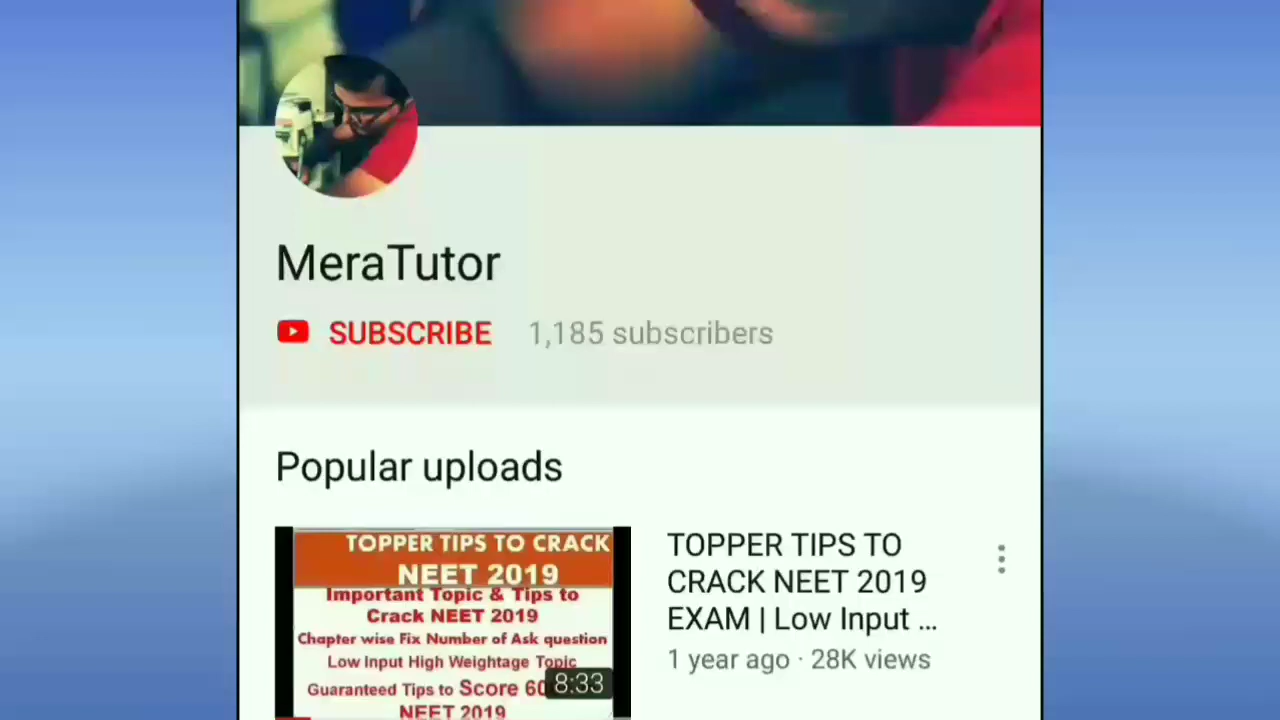 MeraTutor
SUBSCRIBE 1,185 subscribers
Popular uploads
TOPPER TIPS TO CRACK
NEET 2019
Important Topic & Tips to
Crack NEET 2019
Chapter wise Fix Number of Ask question
Low Input High Weightage Topic
Guaranteed Tips to Score 60
NEET 2019
8:33
TOPPER TIPS TO
CRACK NEET 2019
EXAM | Low Input ...
1 year ago · 28K views